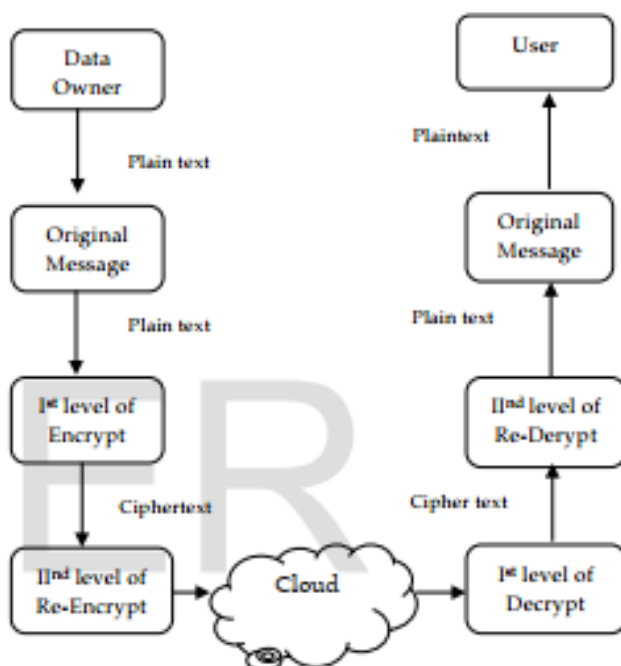 Data
Owner
Plain text
Original
Message
Plain text
Ist level of
Encrypt
Ciphertext
IInd level of
Re-Encrypt
Cloud
Ist level of
Decrypt
Cipher text
IInd level of
Re-Derypt
Plain text
Original
Message
Plaintext
User
ER